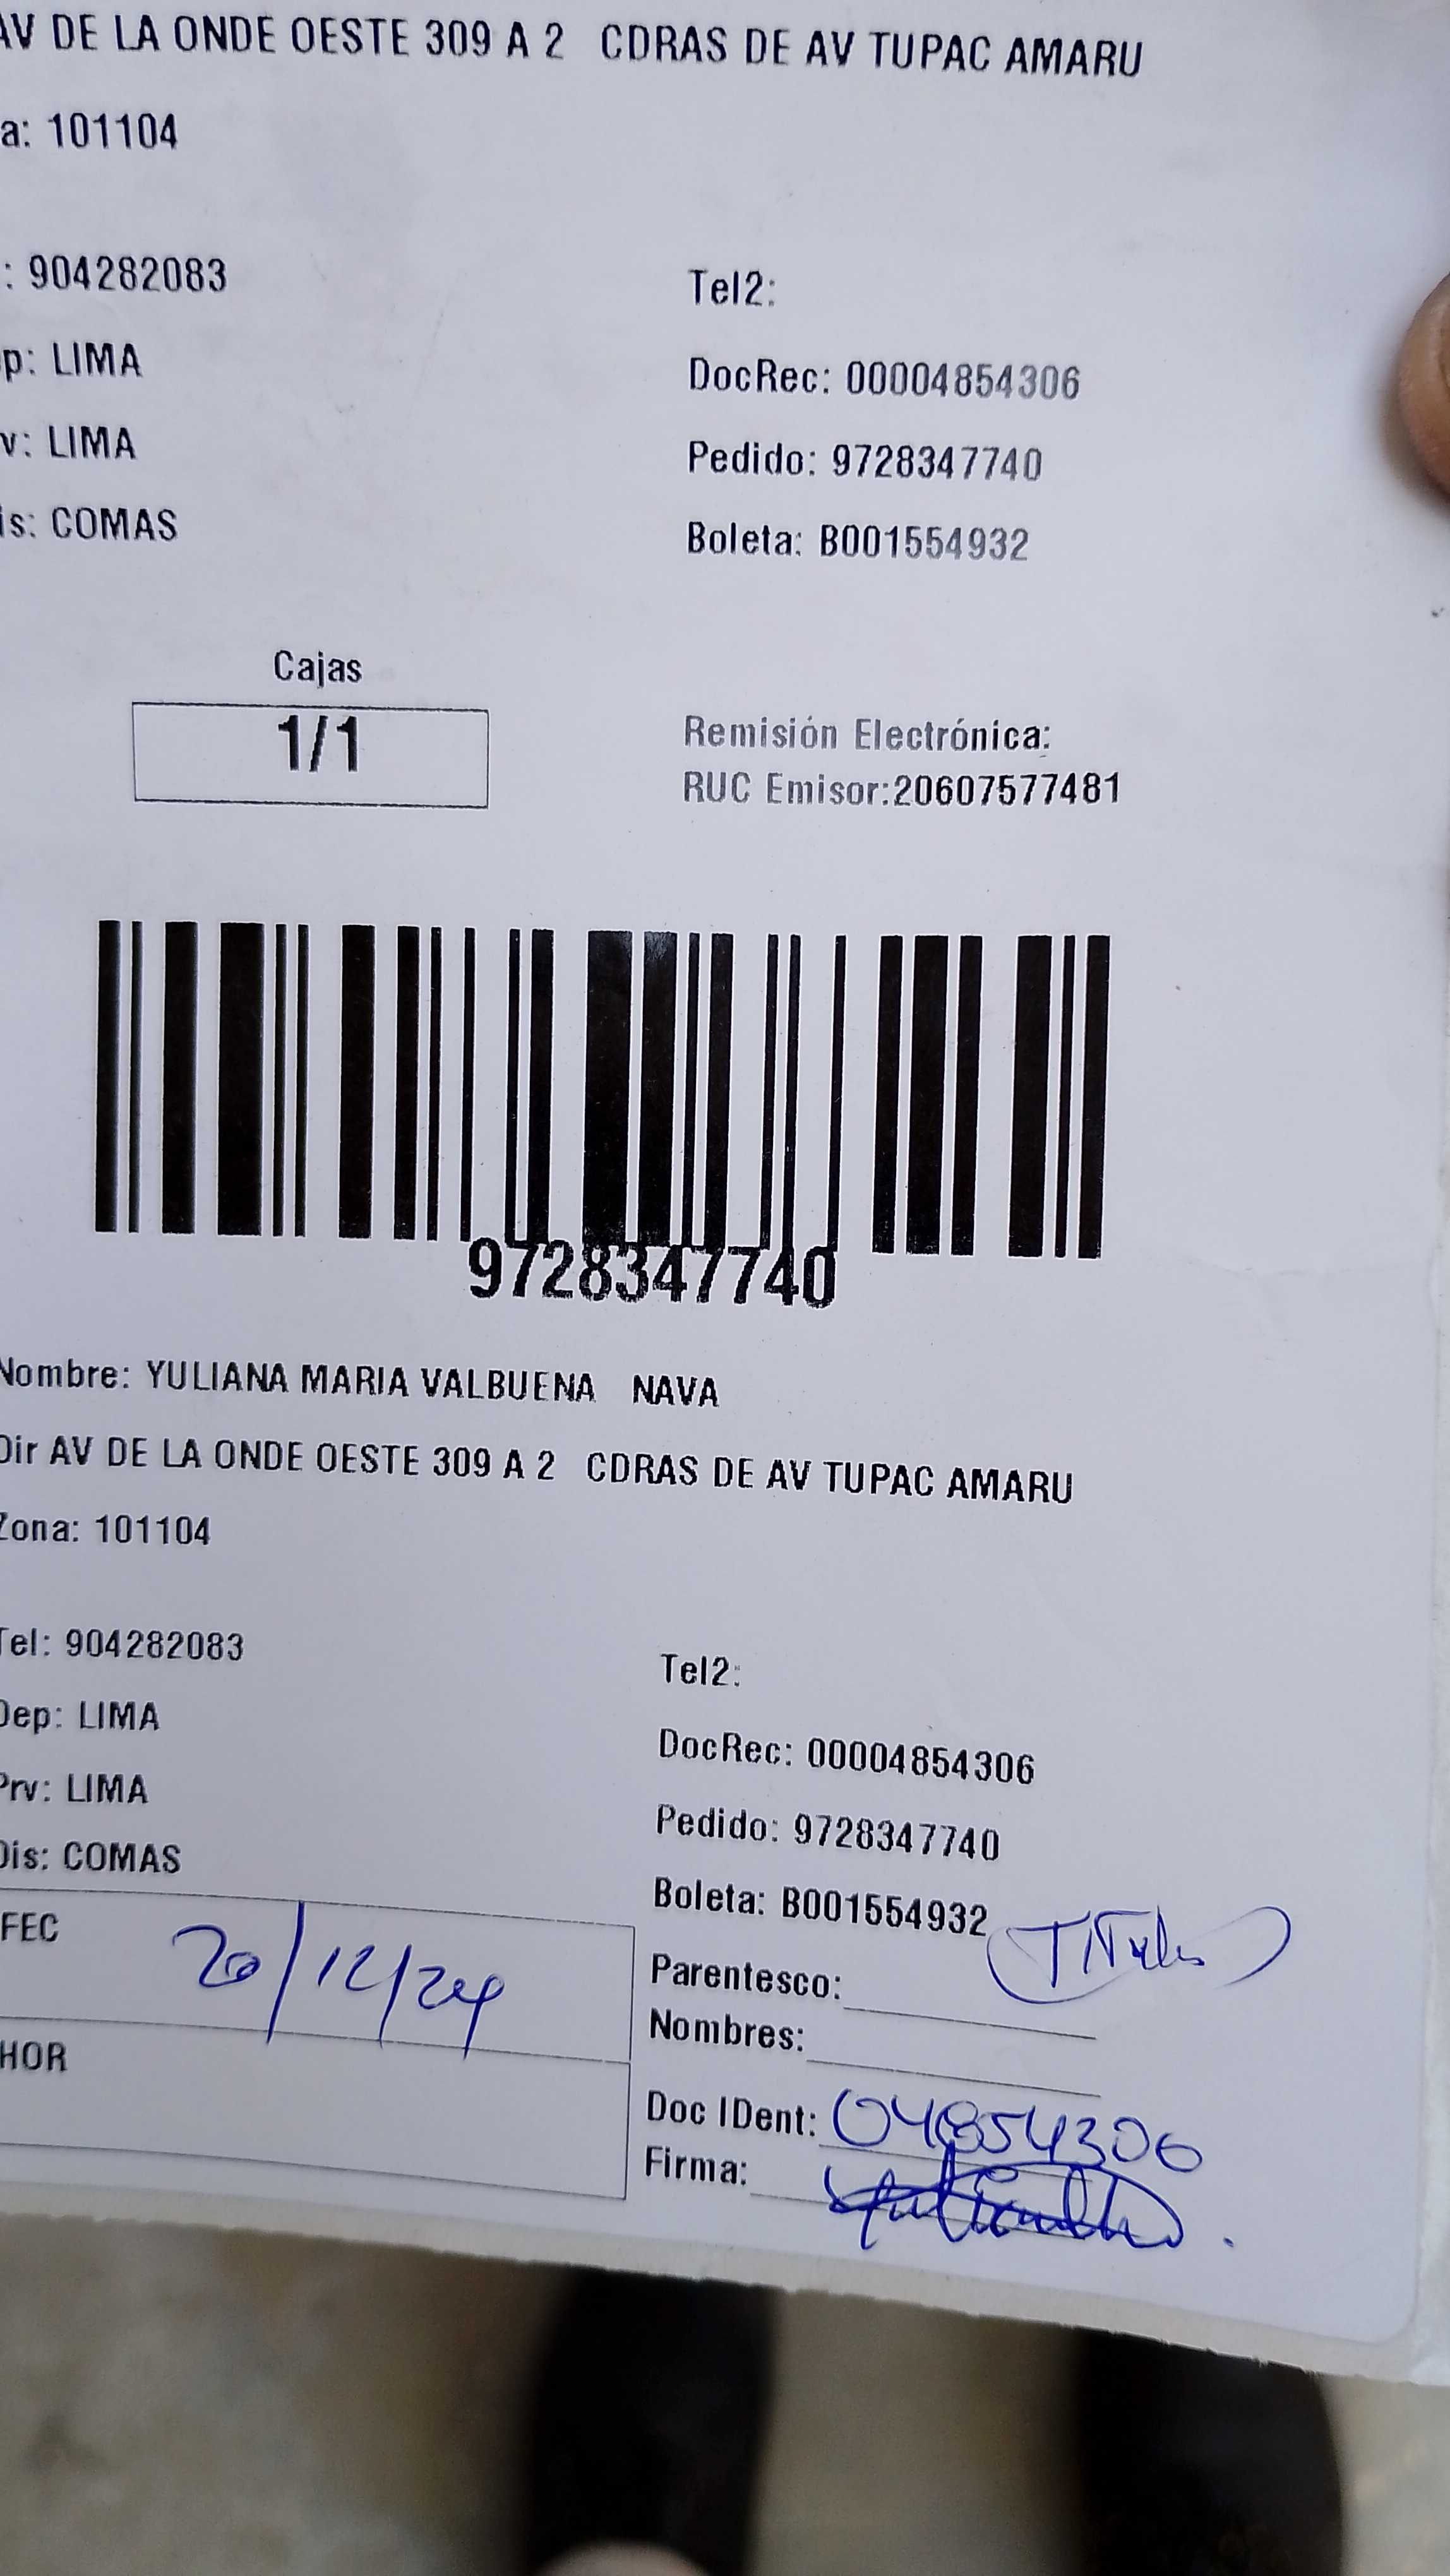 AV DE LA ONDE OESTE 309 A 2 CDRAS DE AV TUPAC AMARU
a: 101104
: 904282083
Tel2:
p: LIMA
DocRec: 00004854306
v: LIMA
Pedido: 9728347740
is: COMAS
Boleta: B001554932
Cajas
1/1
Remisión Electrónica:
RUC Emisor:20607577481
9728347740
Nombre: YULIANA MARIA VALBUENA NAVA
Dir AV DE LA ONDE OESTE 309 A 2 CDRAS DE AV TUPAC AMARU
Zona: 101104
Tel: 904282083
Tel2:
Dep: LIMA
DocRec: 00004854306
Prv: LIMA
Pedido: 9728347740
Dis: COMAS
Boleta: B001554932
FEC 20/12/24
Parentesco:
Nombres:
HOR
Doc IDent: 04854306
Firma: